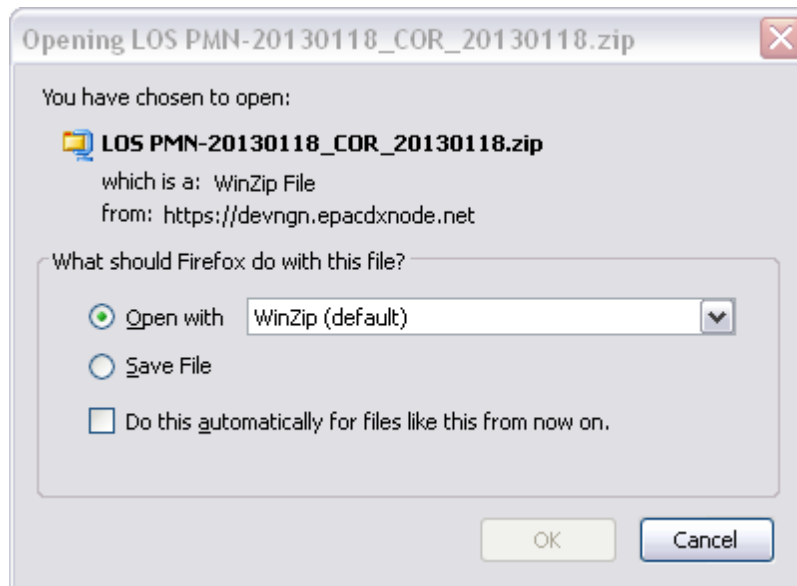 Opening LOS PMN-20130118_COR_20130118.zip
You have chosen to open:
LOS PMN-20130118_COR_20130118.zip
which is a: WinZip File
from: https://devngn.epacdxnode.net
What should Firefox do with this file?
Open with WinZip (default)
Save File
Do this automatically for files like this from now on.
OK Cancel